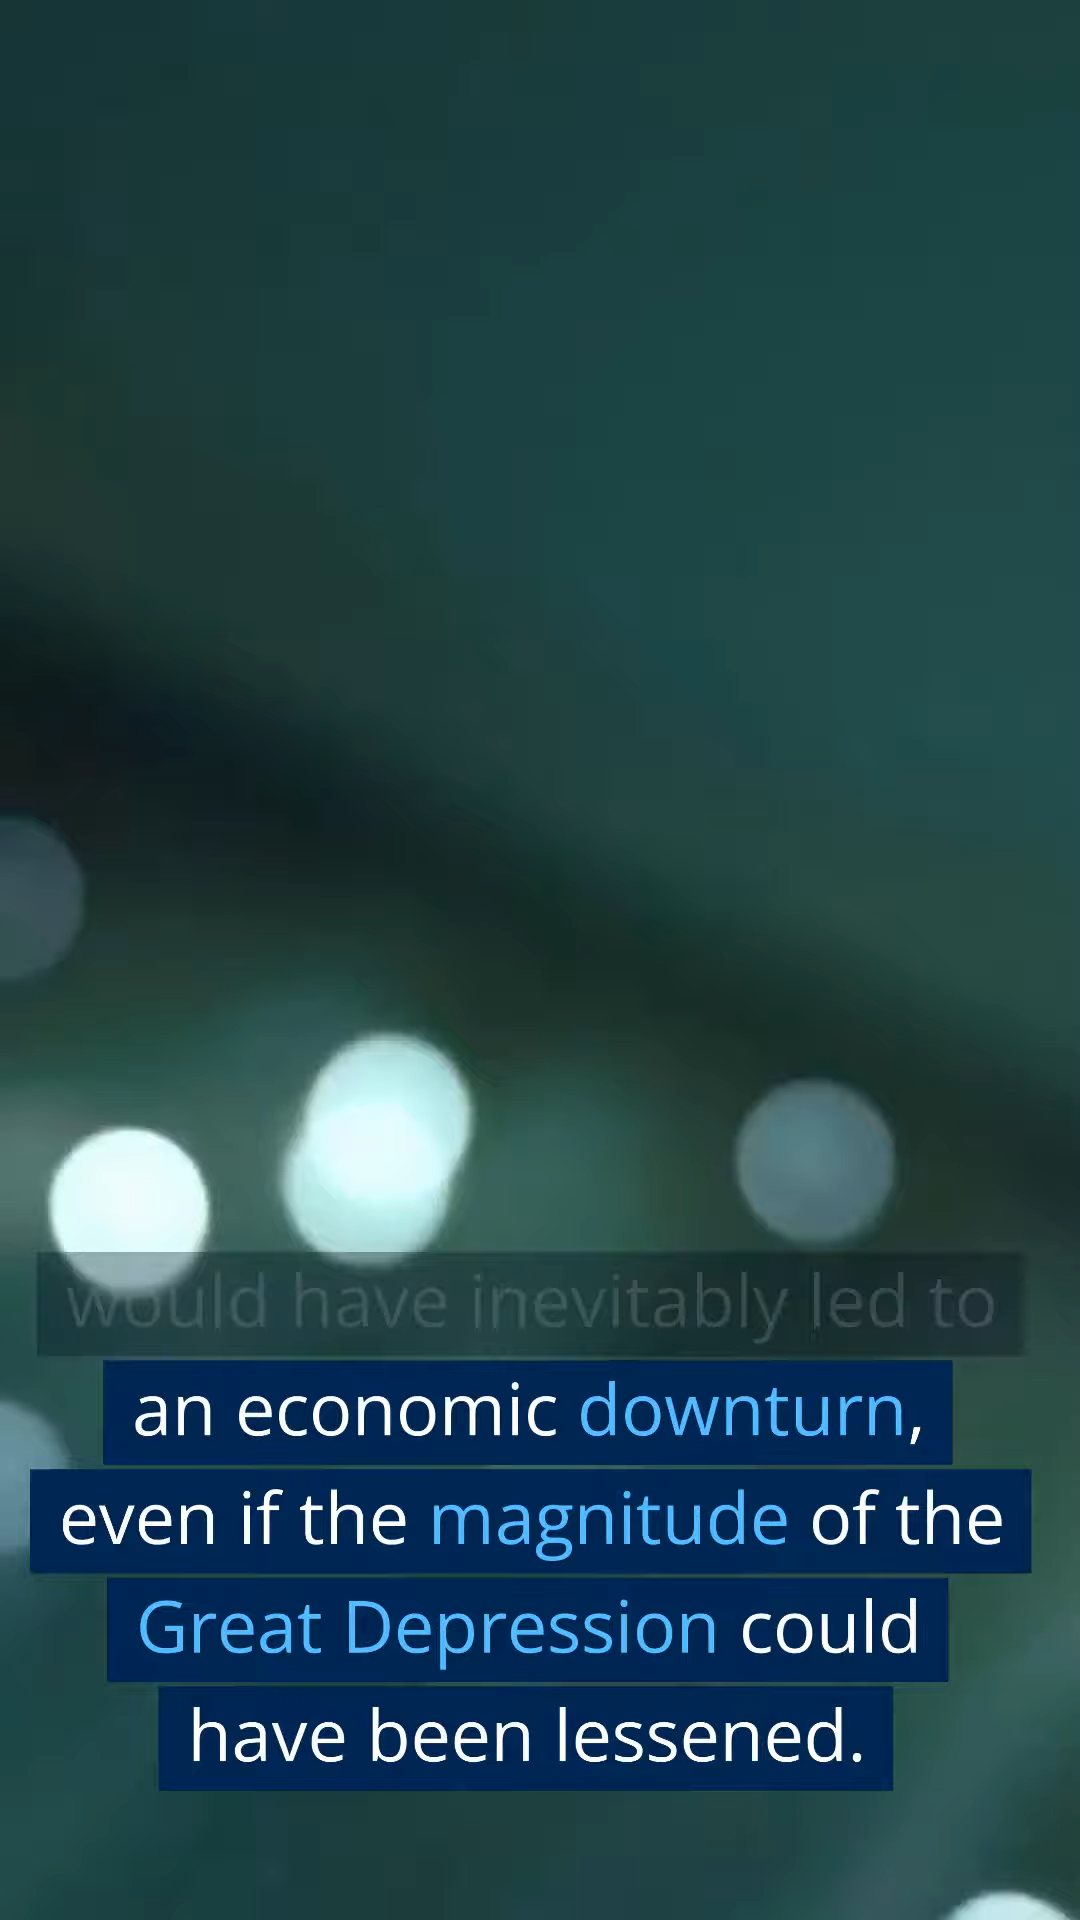 would have inevitably led to
an economic downturn,
even if the magnitude of the
Great Depression could
have been lessened.